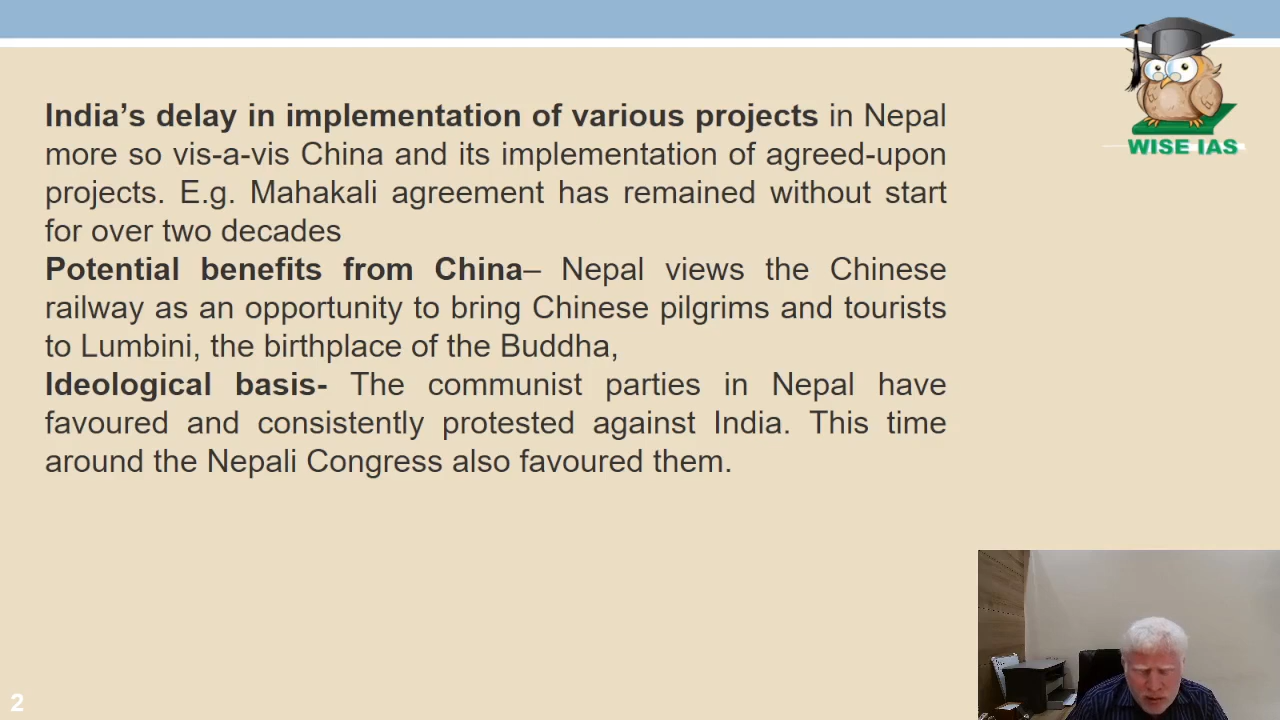 India’s delay in implementation of various projects in Nepal
more so vis-a-vis China and its implementation of agreed-upon
projects. E.g. Mahakali agreement has remained without start
for over two decades
Potential benefits from China– Nepal views the Chinese
railway as an opportunity to bring Chinese pilgrims and tourists
to Lumbini, the birthplace of the Buddha,
Ideological basis- The communist parties in Nepal have
favoured and consistently protested against India. This time
around the Nepali Congress also favoured them.
WISE IAS
2